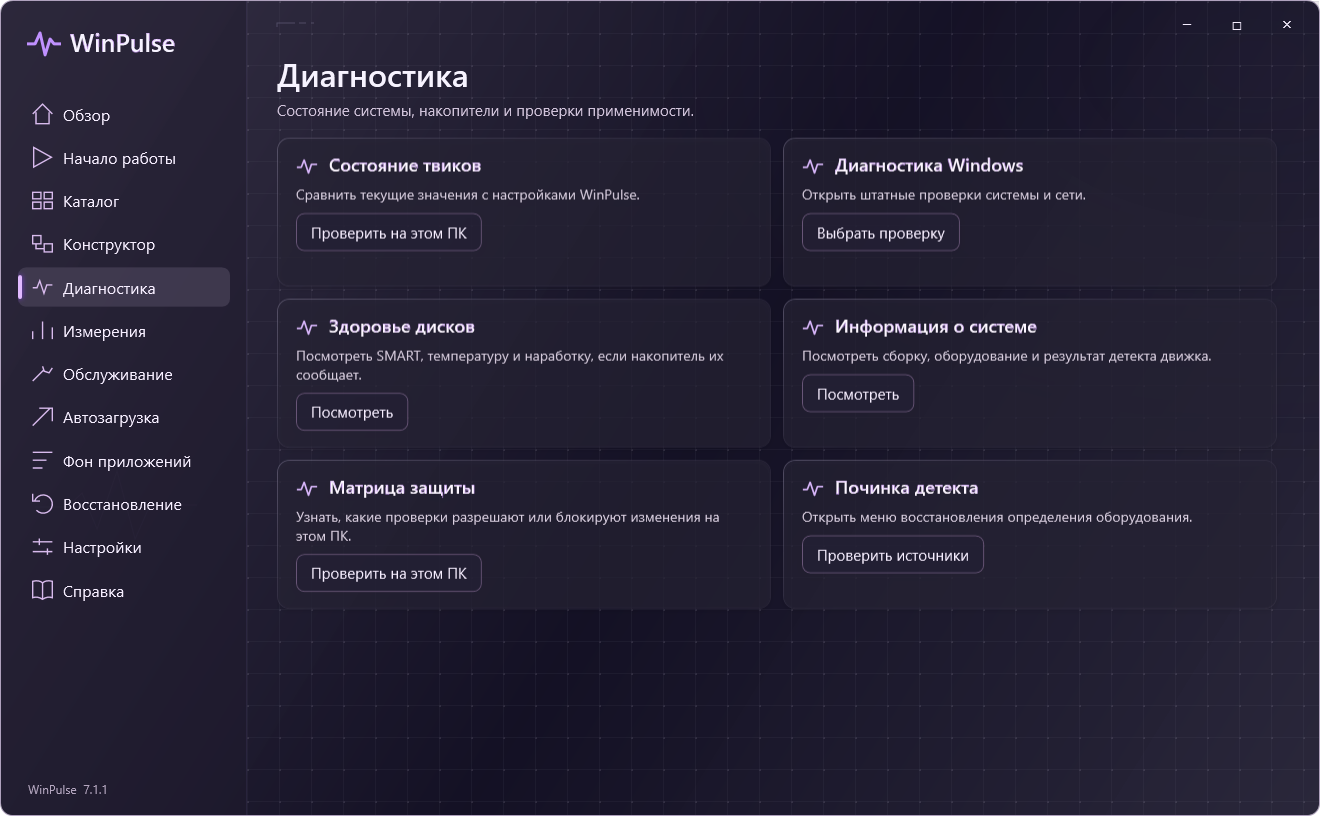 WinPulse
Обзор
Начало работы
Каталог
Конструктор
Диагностика
Измерения
Обслуживание
Автозагрузка
Фон приложений
Восстановление
Настройки
Справка
WinPulse 7.1.1
Диагностика
Состояние системы, накопители и проверки применимости.
Состояние твиков
Сравнить текущие значения с настройками WinPulse.
Проверить на этом ПК
Диагностика Windows
Открыть штатные проверки системы и сети.
Выбрать проверку
Здоровье дисков
Посмотреть SMART, температуру и наработку, если накопитель их
сообщает.
Посмотреть
Информация о системе
Посмотреть сборку, оборудование и результат детекта движка.
Посмотреть
Матрица защиты
Узнать, какие проверки разрешают или блокируют изменения на
этом ПК.
Проверить на этом ПК
Починка детекта
Открыть меню восстановления определения оборудования.
Проверить источники